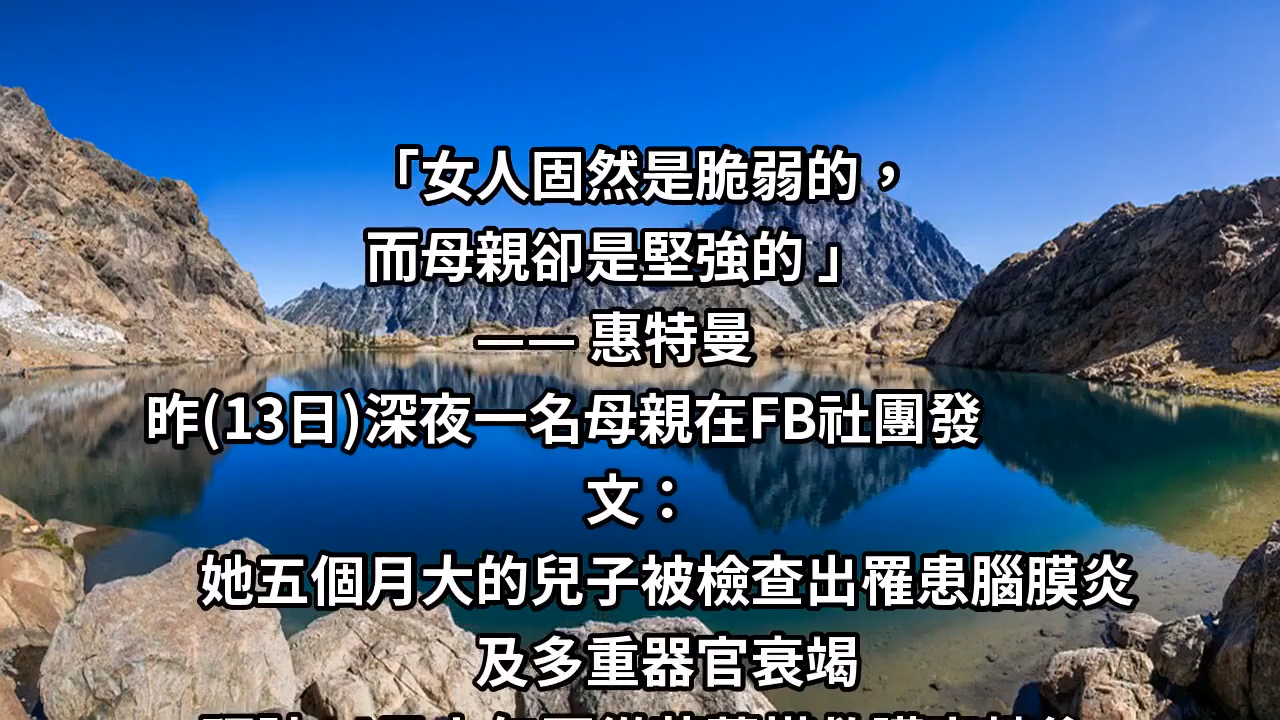 「女人固然是脆弱的，
而母親卻是堅強的 」
—— 惠特曼
昨(13日)深夜一名母親在FB社團發
文：
她五個月大的兒子被檢查出罹患腦膜炎
及多重器官衰竭